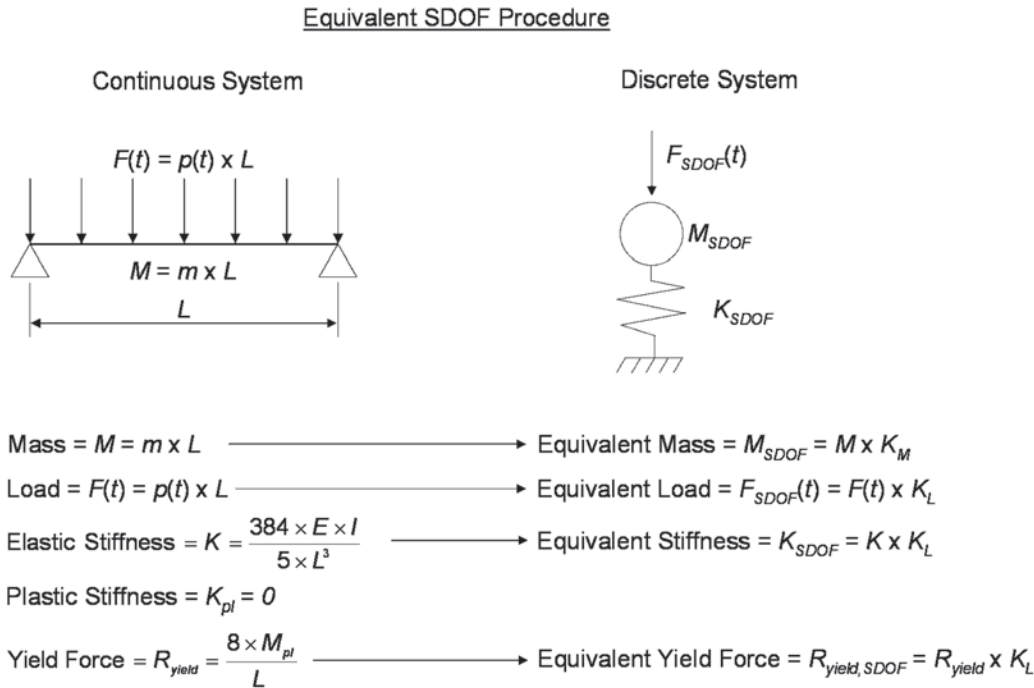 Equivalent SDOF Procedure
Continuous System
Discrete System
F(t) = p(t) x L
F_SDOF(t)
M_SDOF
M = m x L
L
K_SDOF
Mass = M = m x L → Equivalent Mass = M_SDOF = M x K_M
Load = F(t) = p(t) x L → Equivalent Load = F_SDOF(t) = F(t) x K_L
Elastic Stiffness = K = (384 × E × I) / (5 × L³) → Equivalent Stiffness = K_SDOF = K x K_L
Plastic Stiffness = K_pl = 0
Yield Force = R_yield = (8 × M_pl) / L → Equivalent Yield Force = R_yield,SDOF = R_yield x K_L